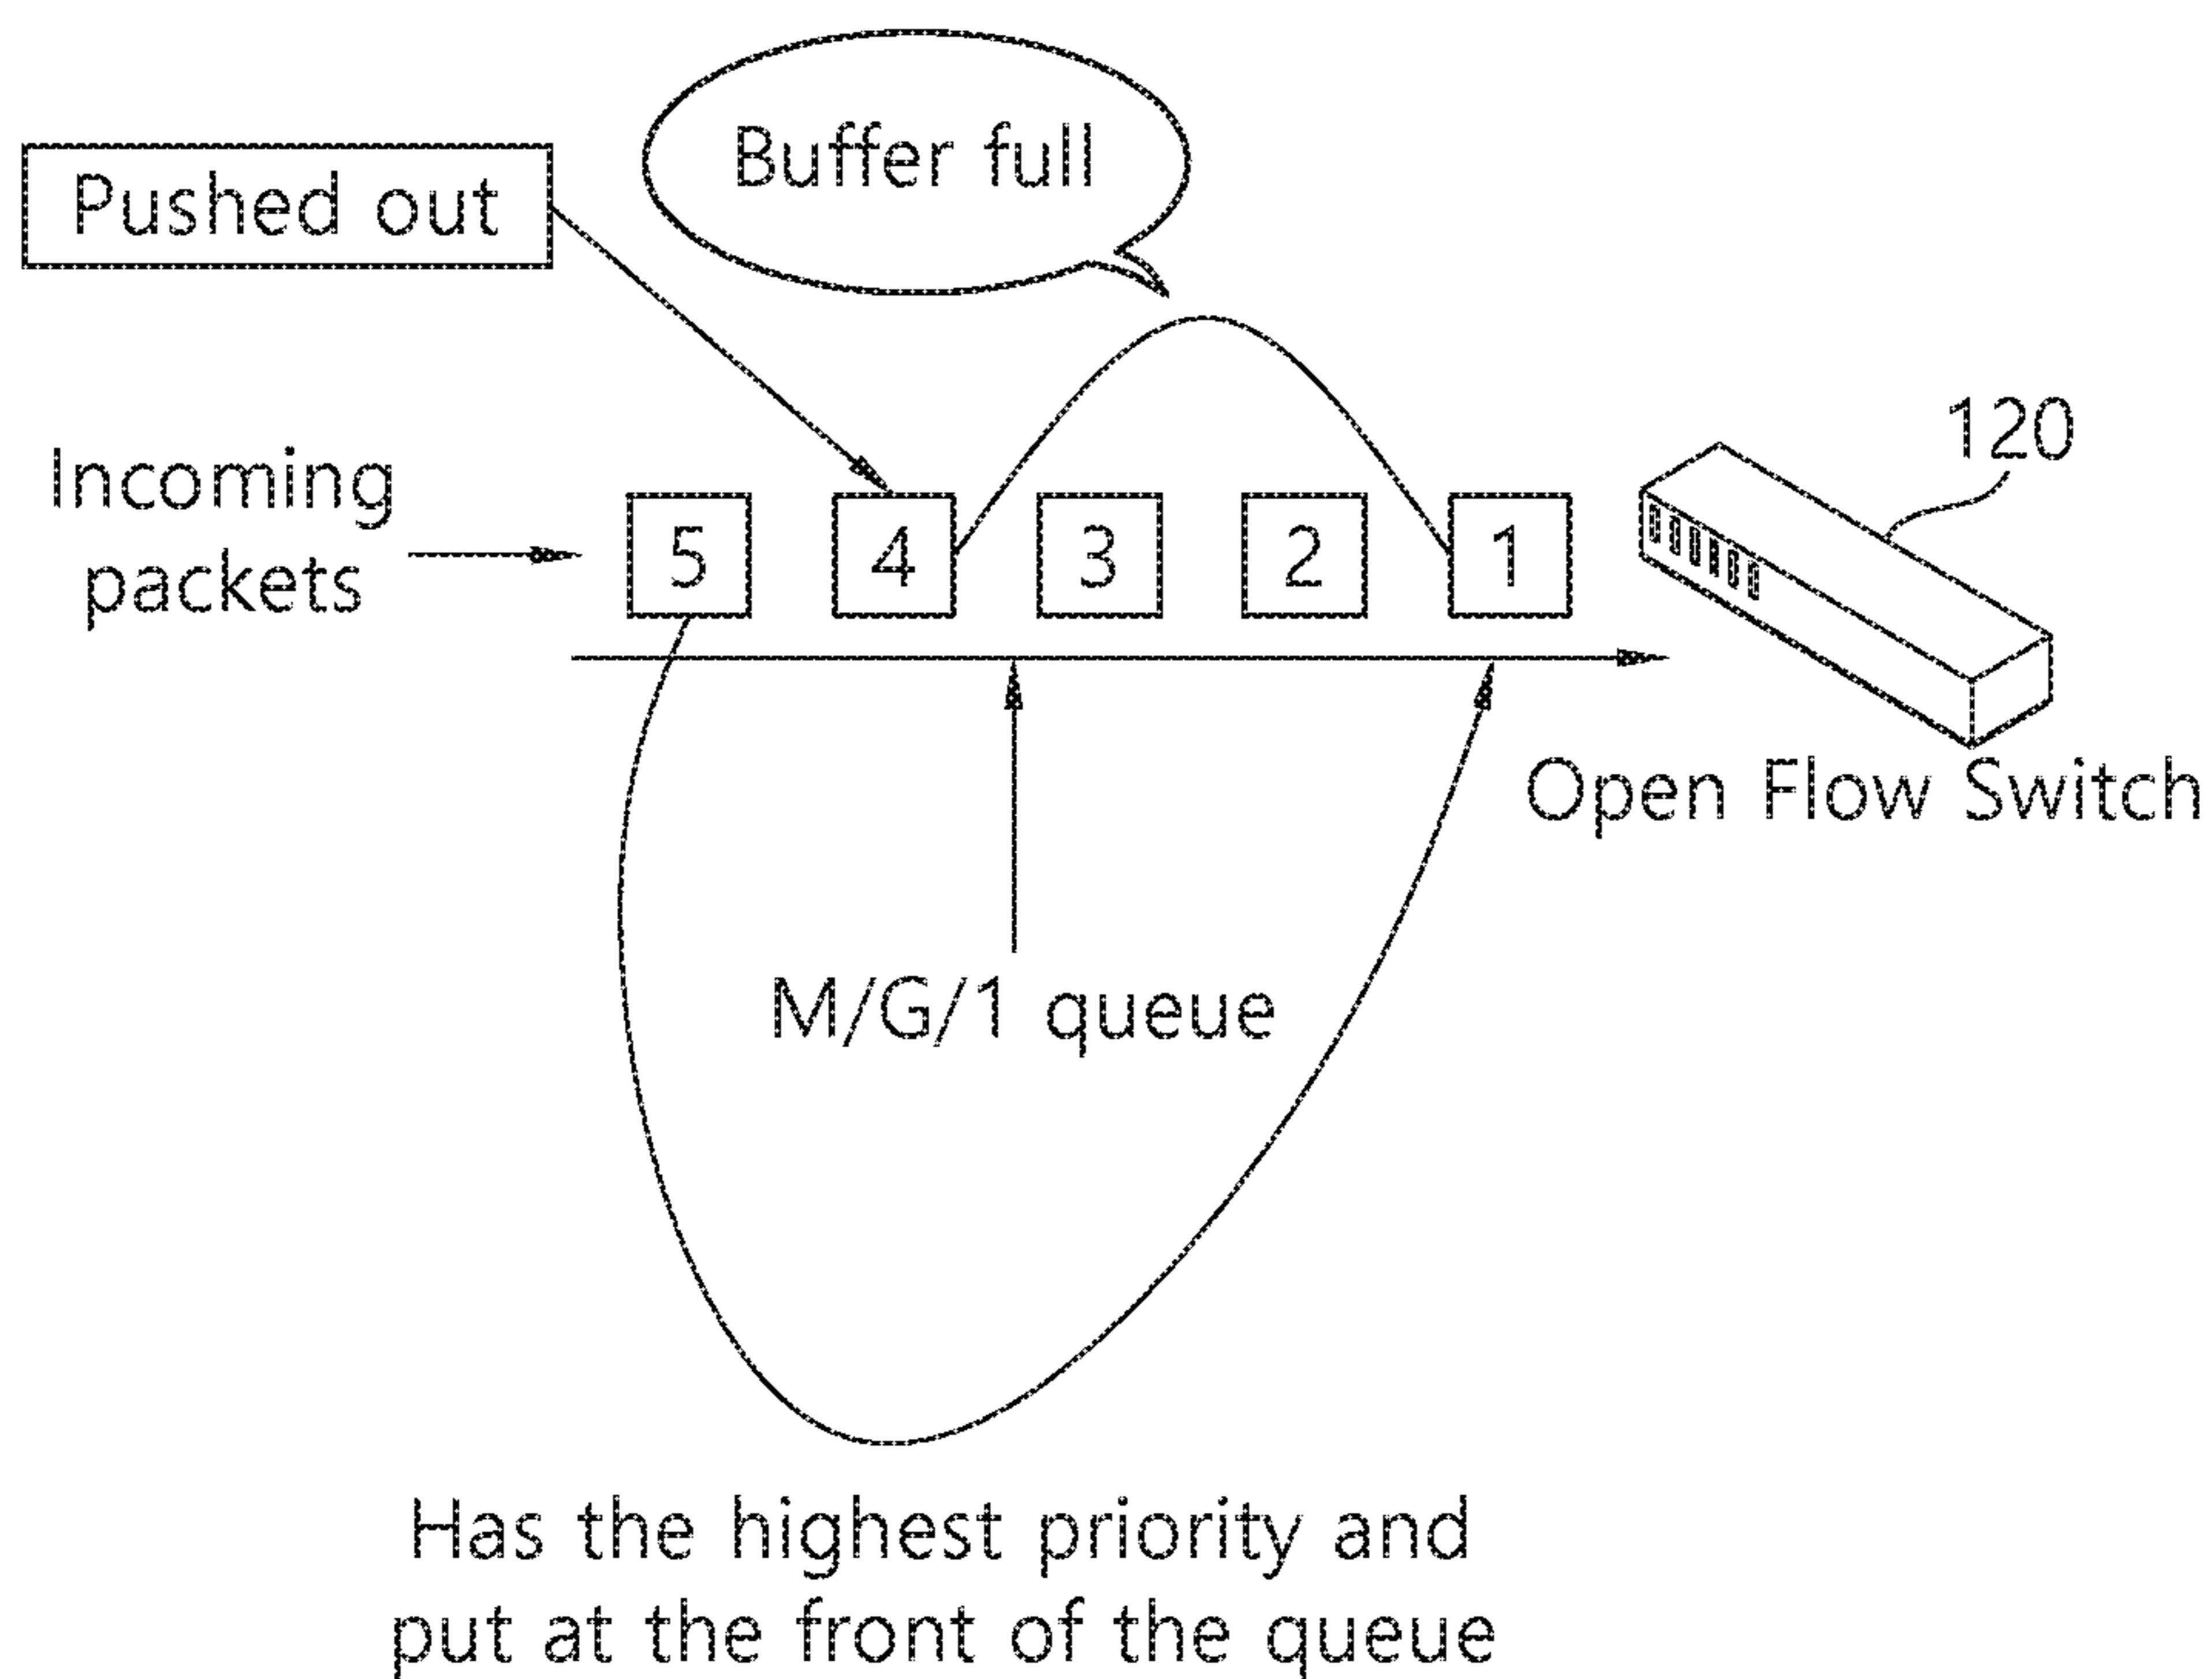 Buffer full
Pushed out
120
Incoming
packets
5 4 3 2 1
Open Flow Switch
M/G/1 queue
Has the highest priority and
put at the front of the queue